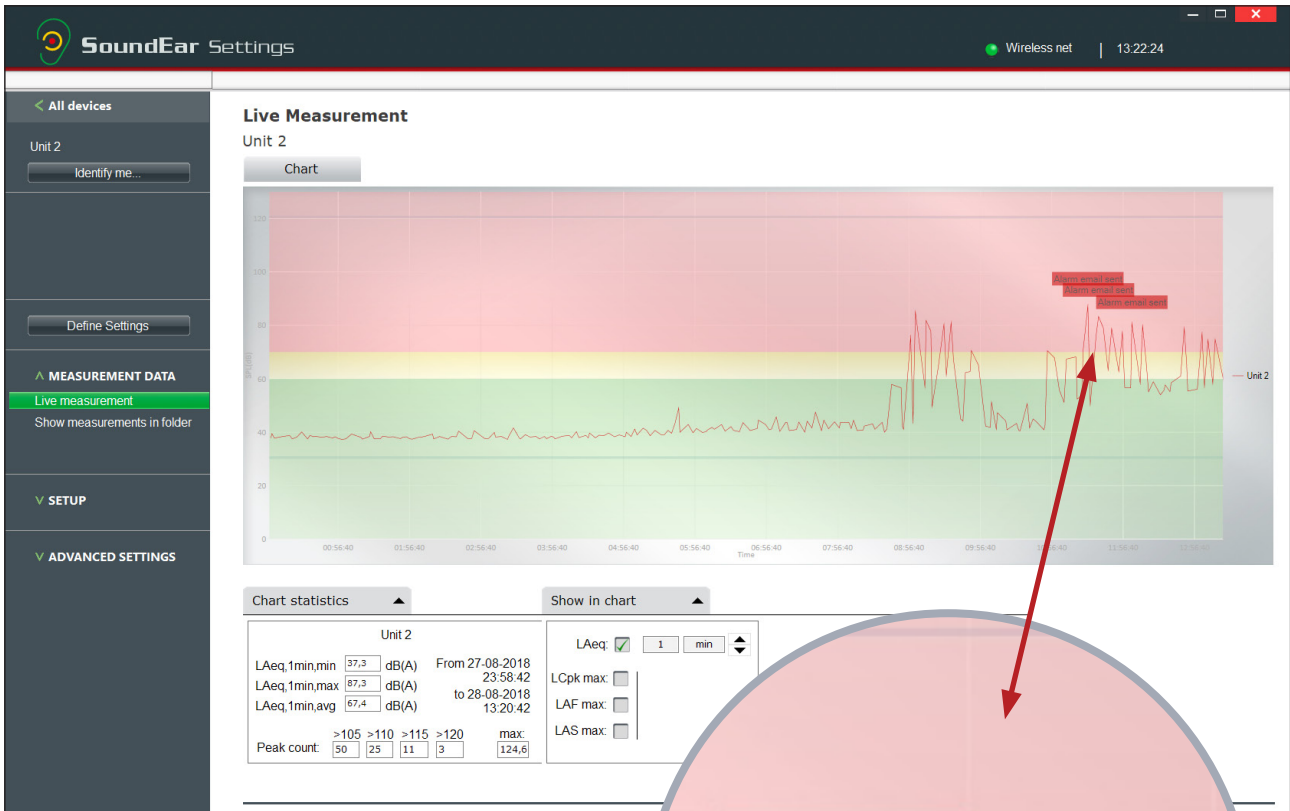 SoundEar Settings
Wireless net | 13:22:24
< All devices
Unit 2
Identify me...
Define Settings
MEASUREMENT DATA
Live measurement
Show measurements in folder
SETUP
ADVANCED SETTINGS
Live Measurement
Unit 2
Chart
120
100
80
60
40
20
0
SPL[dB]
Alarm email sent
Alarm email sent
Alarm email sent
Unit 2
00:56:40 01:56:40 02:56:40 03:56:40 04:56:40 05:56:40 06:56:40 07:56:40 08:56:40 09:56:40 11:56:40 12:56:40
Time
Chart statistics
Unit 2
LAeq,1min,min 37,3 dB(A)
LAeq,1min,max 87,3 dB(A)
LAeq,1min,avg 67,4 dB(A)
From 27-08-2018
23:58:42
to 28-08-2018
13:20:42
>105 >110 >115 >120 max:
Peak count: 50 25 11 3 124,6
Show in chart
LAeq: 1 min
LCpk max:
LAF max:
LAS max: